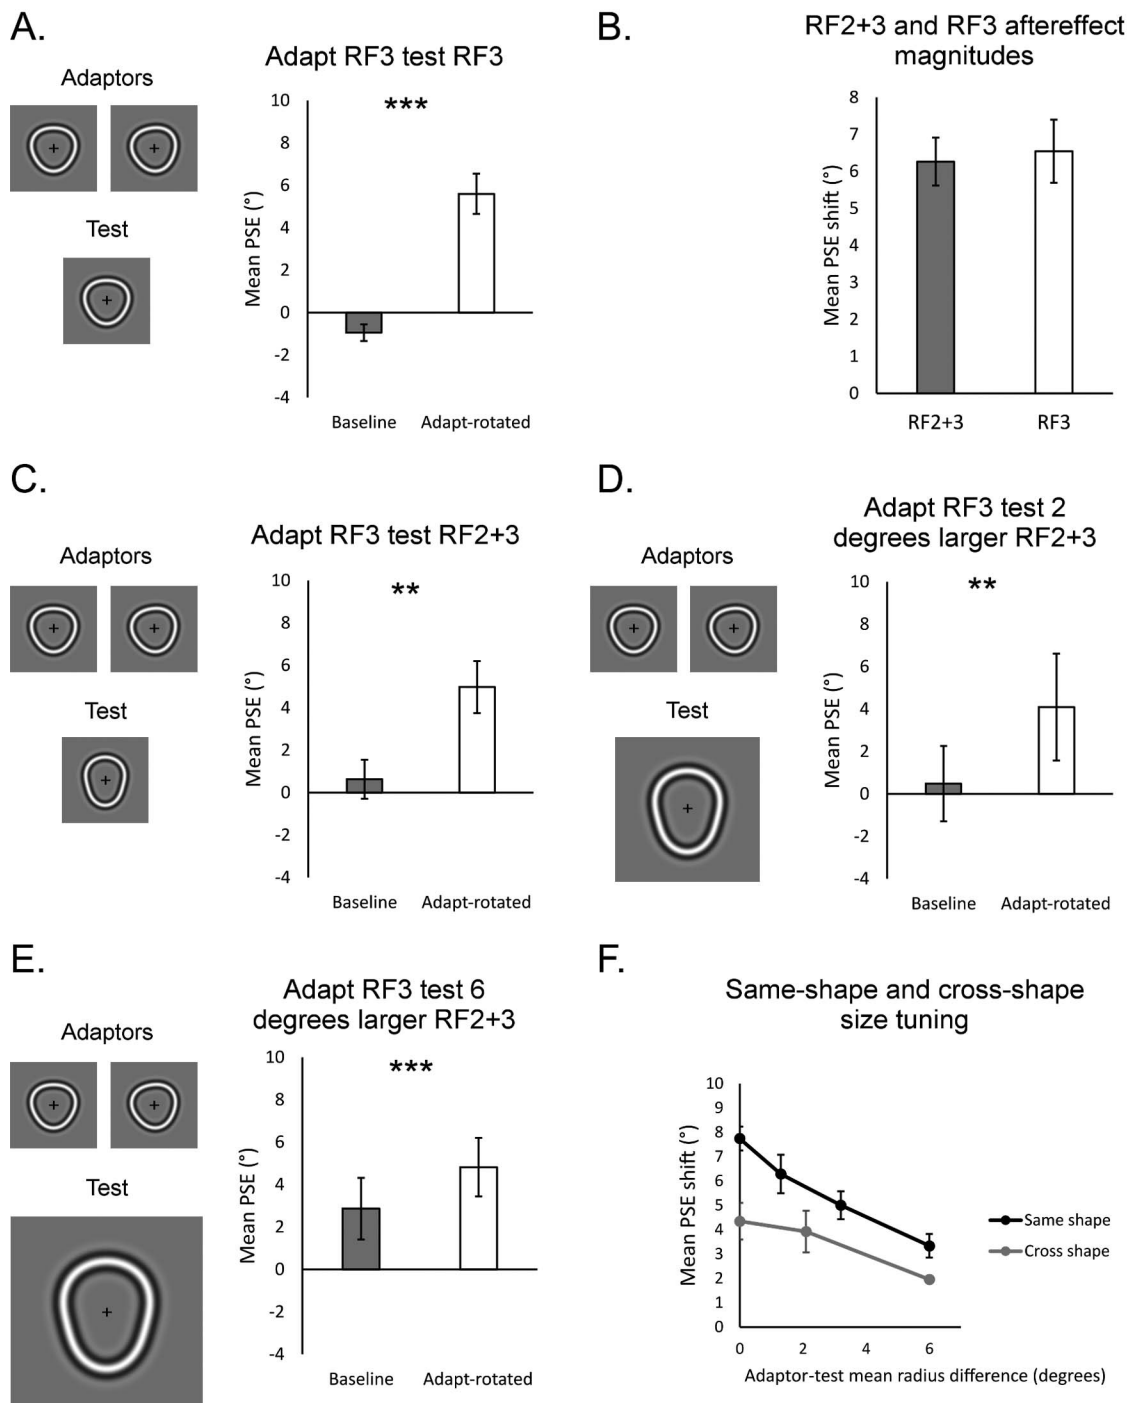 A.
Adapt RF3 test RF3
Adaptors
Test
***
Mean PSE (°)
10
8
6
4
2
0
-2
-4
Baseline
Adapt-rotated
B.
RF2+3 and RF3 aftereffect
magnitudes
Mean PSE shift (°)
8
7
6
5
4
3
2
1
0
RF2+3
RF3
C.
Adapt RF3 test RF2+3
Adaptors
Test
**
Mean PSE (°)
10
8
6
4
2
0
-2
-4
Baseline
Adapt-rotated
D.
Adapt RF3 test 2
degrees larger RF2+3
Adaptors
Test
**
Mean PSE (°)
10
8
6
4
2
0
-2
-4
Baseline
Adapt-rotated
E.
Adapt RF3 test 6
degrees larger RF2+3
Adaptors
Test
***
Mean PSE (°)
10
8
6
4
2
0
-2
-4
Baseline
Adapt-rotated
F.
Same-shape and cross-shape
size tuning
Mean PSE shift (°)
10
9
8
7
6
5
4
3
2
1
0
0
2
4
6
Adaptor-test mean radius difference (degrees)
Same shape
Cross shape